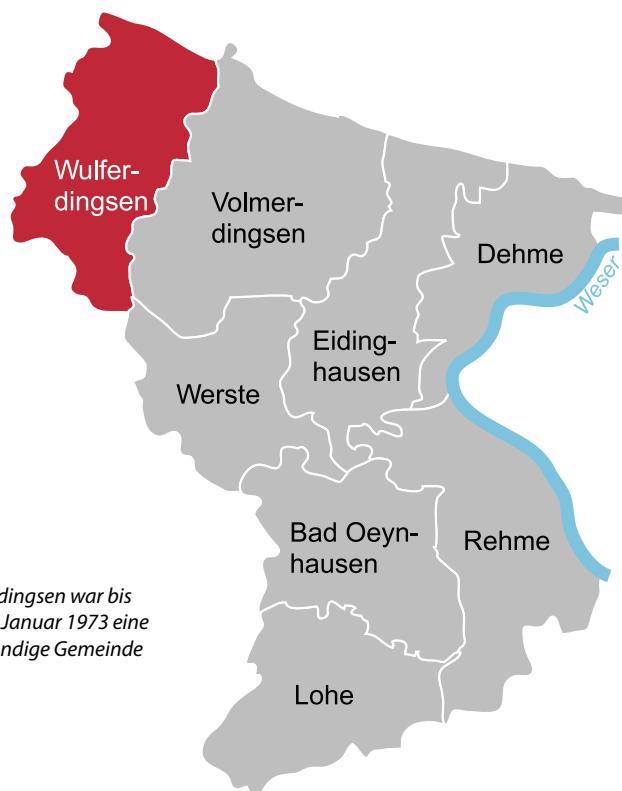 Wulfer-
dingsen
Volmer-
dingsen
Dehme
Weser
Eiding-
hausen
Werste
Bad Oeyn-
hausen
Rehme
dingsen war bis
Januar 1973 eine
ndige Gemeinde
Lohe